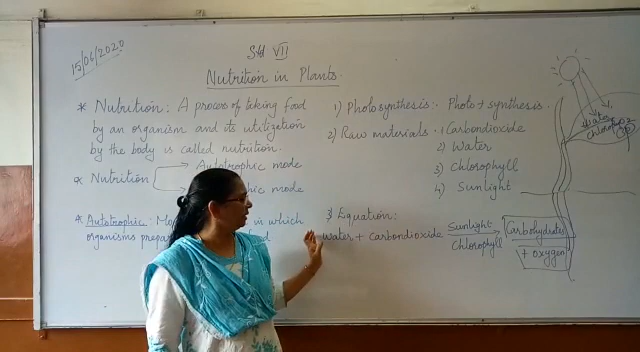 15/06/2020
Std VII
Nutrition in Plants.
* Nutrition: A process of taking food
by an organism and its utilization
by the body is called nutrition.
* Nutrition
Autotrophic mode
mode
* Autotrophic: in which
organisms
1) Photosynthesis: Photo + synthesis.
2) Raw materials. 1) Carbondioxide
2) Water
3) Chlorophyll
4) Sunlight
3) Equation:
Water + Carbondioxide Sunlight Chlorophyll Carbohydrates
+ oxygen